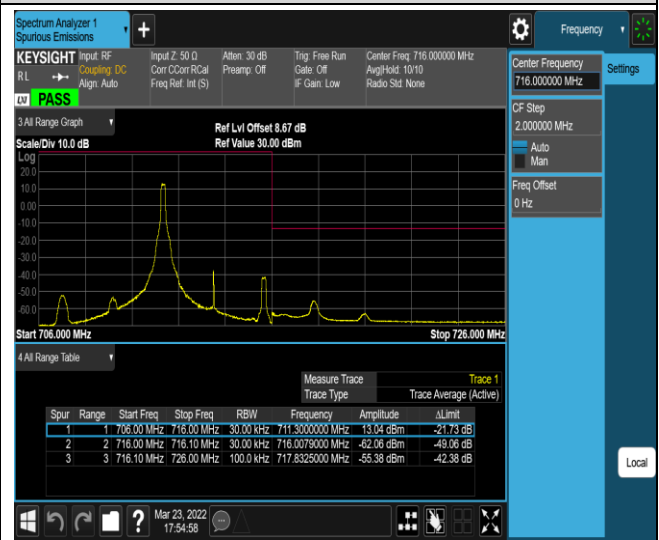 Spectrum Analyzer 1
Spurious Emissions
Frequency
KEYSIGHT Input: RF Input Z: 50 Ω Atten: 30 dB Trig: Free Run Center Freq: 716.000000 MHz
Coupling: DC Corr CCorr RCal Preamp: Off Gate: Off Avg|Hold: 10/10
R L Align: Auto Freq Ref: Int (S) IF Gain: Low Radio Std: None
LXI PASS
Center Frequency
716.000000 MHz
Settings
CF Step
2.000000 MHz
Auto
Man
Freq Offset
0 Hz
Local
3 All Range Graph
Ref Lvl Offset 8.67 dB
Scale/Div 10.0 dB Ref Value 30.00 dBm
Log
20.0
10.0
0.00
-10.0
-20.0
-30.0
-40.0
-50.0
-60.0
Start 706.000 MHz Stop 726.000 MHz
4 All Range Table
Measure Trace Trace 1
Trace Type Trace Average (Active)
Spur Range Start Freq Stop Freq RBW Frequency Amplitude ΔLimit
1 1 706.00 MHz 716.00 MHz 30.00 kHz 711.3000000 MHz 13.04 dBm -21.73 dB
2 2 716.00 MHz 716.10 MHz 30.00 kHz 716.0079000 MHz -62.06 dBm -49.06 dB
3 3 716.10 MHz 726.00 MHz 100.0 kHz 717.8325000 MHz -55.38 dBm -42.38 dB
Mar 23, 2022
17:54:58